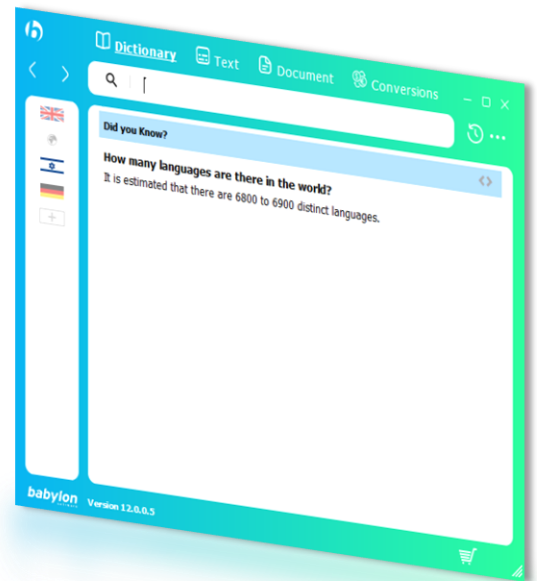 Dictionary
Text
Document
Conversions
Did you Know?
How many languages are there in the world?
It is estimated that there are 6800 to 6900 distinct languages.
babylon
Version 12.0.0.5